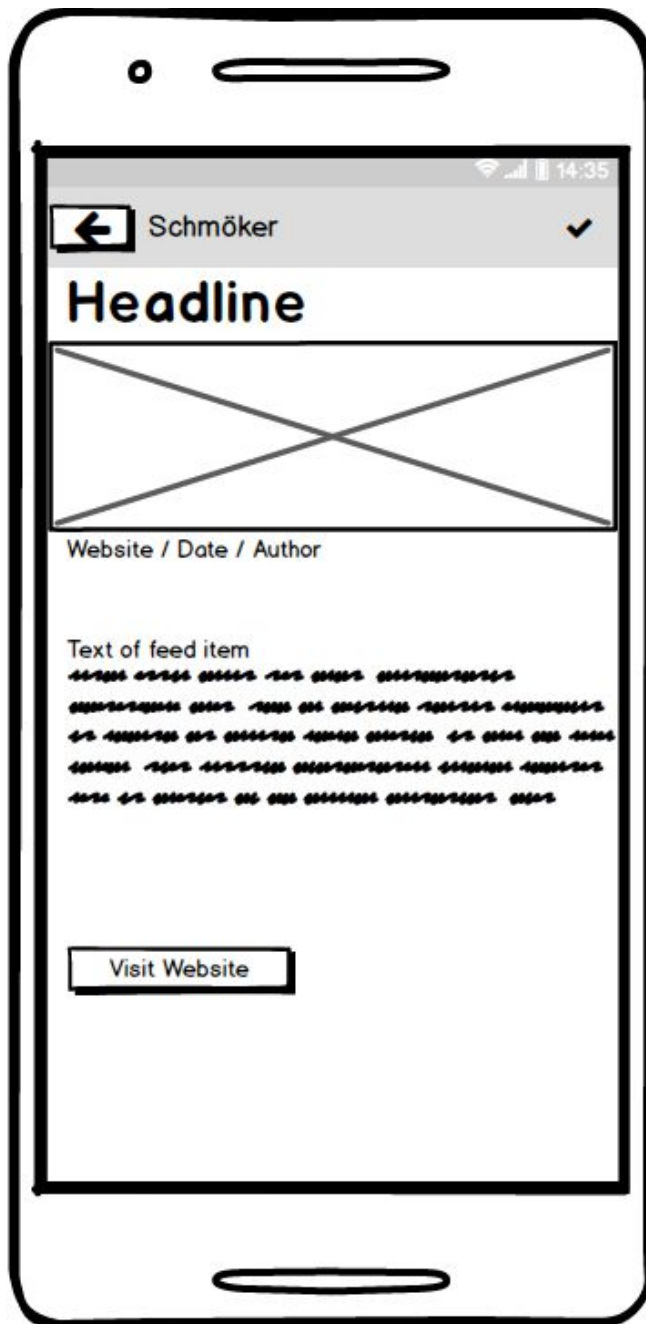 14:35
Schmöker
Headline
Website / Date / Author
Text of feed item
Visit Website